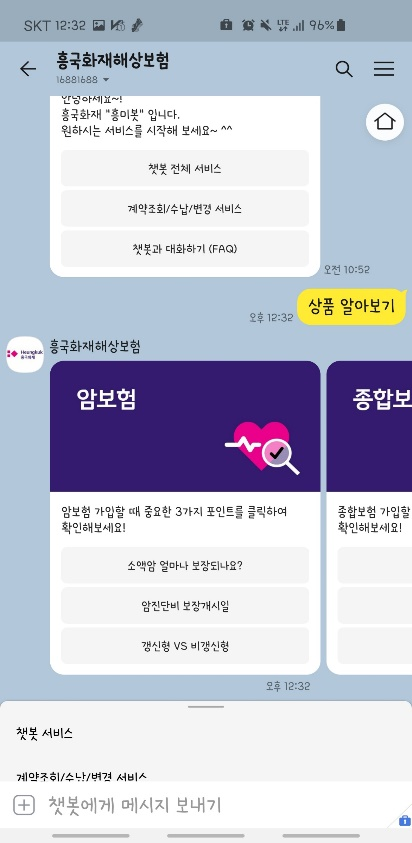 SKT 12:32 LTE 96%
흥국화재해상보험
16881688
안녕하세요~!
흥국화재 "흥미봇" 입니다.
원하시는 서비스를 시작해 보세요~ ^^
챗봇 전체 서비스
계약조회/수납/변경 서비스
챗봇과 대화하기 (FAQ)
오전 10:52
상품 알아보기
오후 12:32
Heungkuk
흥국화재
흥국화재해상보험
암보험
종합보
암보험 가입할 때 중요한 3가지 포인트를 클릭하여
확인해보세요!
종합보험 가입할
확인해보세요!
소액암 얼마나 보장되나요?
암진단비 보장개시일
갱신형 VS 비갱신형
오후 12:32
챗봇 서비스
계약조회/수납/변경 서비스
챗봇에게 메시지 보내기